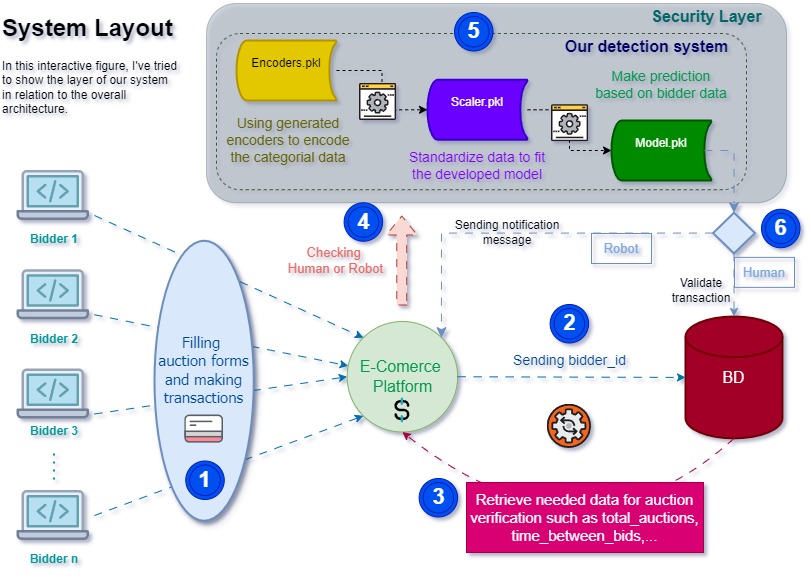 System Layout
In this interactive figure, I've tried
to show the layer of our system
in relation to the overall
architecture.
Security Layer
5
Our detection system
Encoders.pkl
Using generated
encoders to encode
the categorial data
Scaler.pkl
Standardize data to fit
the developed model
Make prediction
based on bidder data
Model.pkl
</>
Bidder 1
</>
Bidder 2
</>
Bidder 3
</>
Bidder n
Filling
auction forms
and making
transactions
1
4
Checking
Human or Robot
Sending notification
message
Robot
6
Human
Validate
transaction
E-Comerce
Platform
$
2
Sending bidder_id
BD
3
Retrieve needed data for auction
verification such as total_auctions,
time_between_bids,...